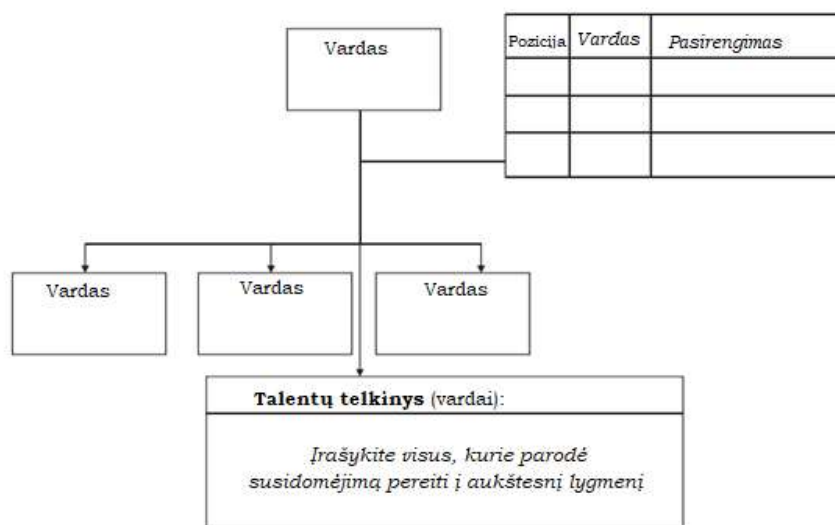 Vardas
Pozicija Vardas Pasirengimas
Vardas Vardas Vardas
Talentų telkinys (vardai):
Įrašykite visus, kurie parodė
susidomėjimą pereiti į aukštesnį lygmenį